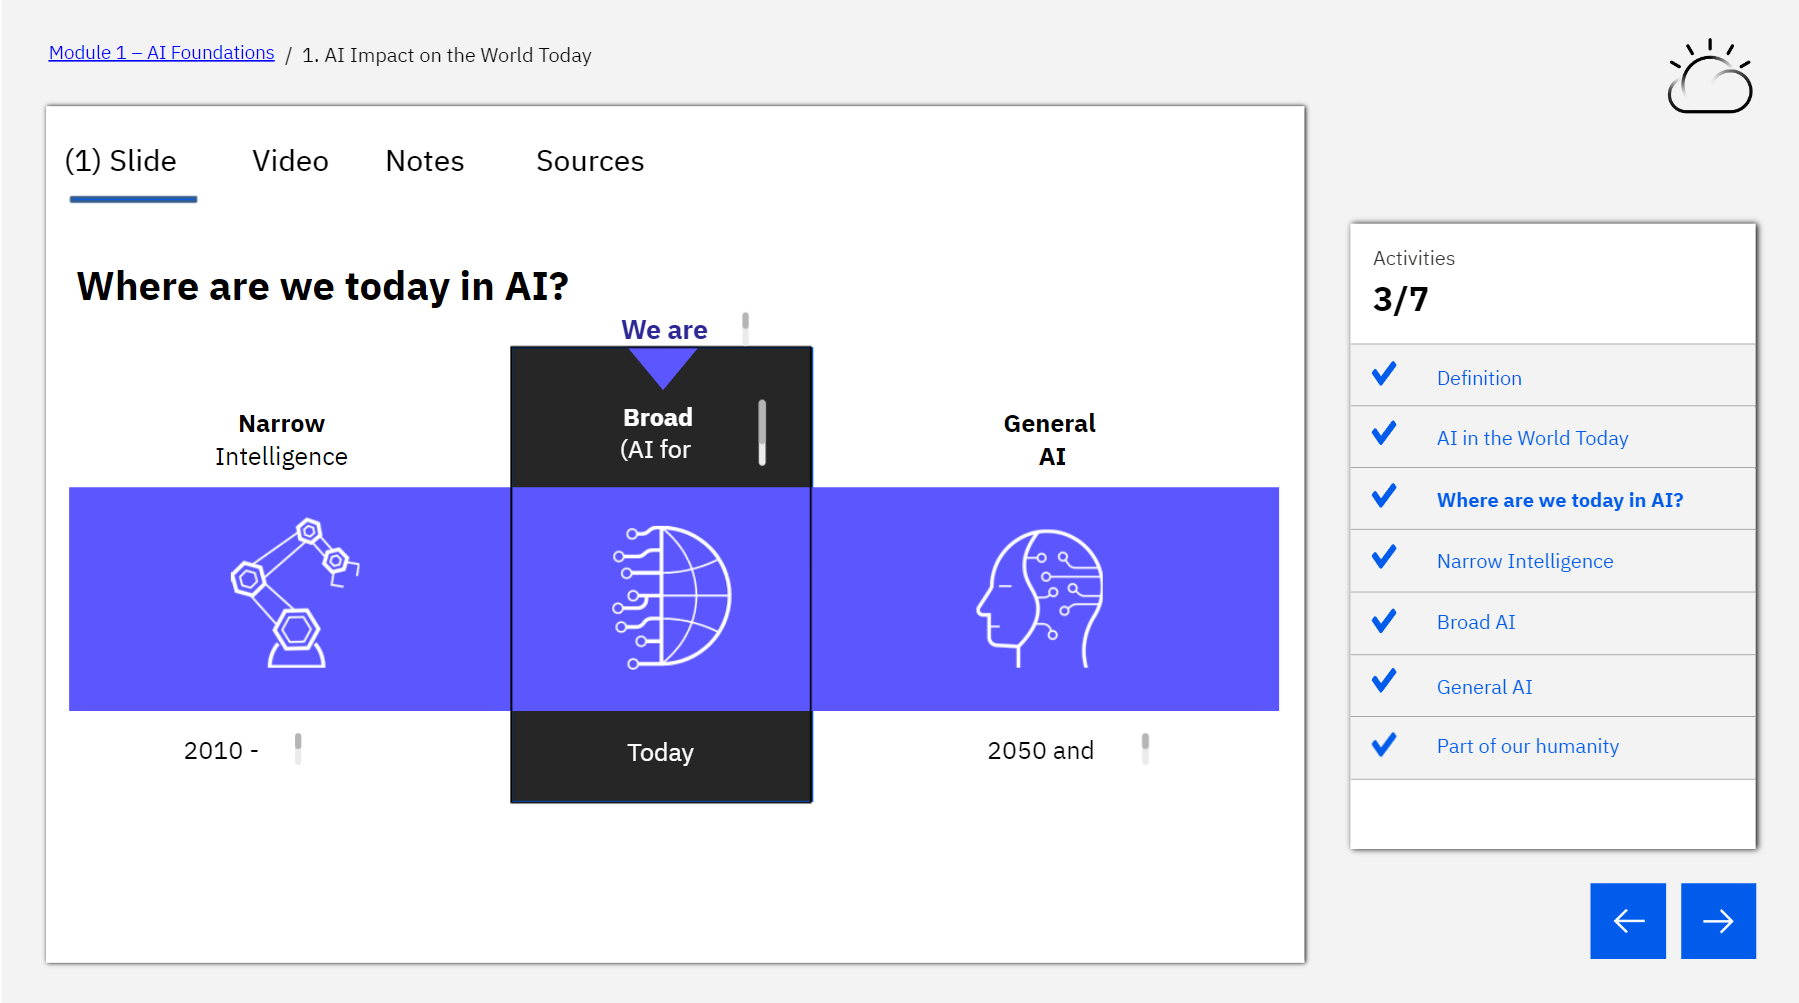 Module 1 – AI Foundations / 1. AI Impact on the World Today
(1) Slide Video Notes Sources
Where are we today in AI?
We are
Narrow
Intelligence
Broad
(AI for
General
AI
2010 -
Today
2050 and
Activities
3/7
Definition
AI in the World Today
Where are we today in AI?
Narrow Intelligence
Broad AI
General AI
Part of our humanity